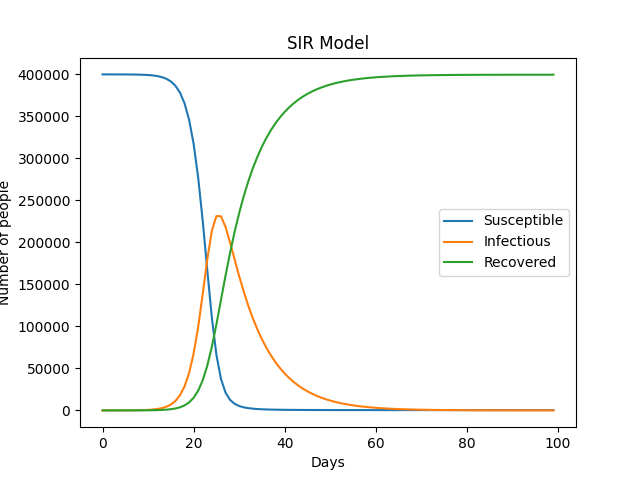 SIR Model
400000
350000
300000
250000
200000
150000
100000
50000
0
Number of people
Susceptible
Infectious
Recovered
0 20 40 60 80 100
Days